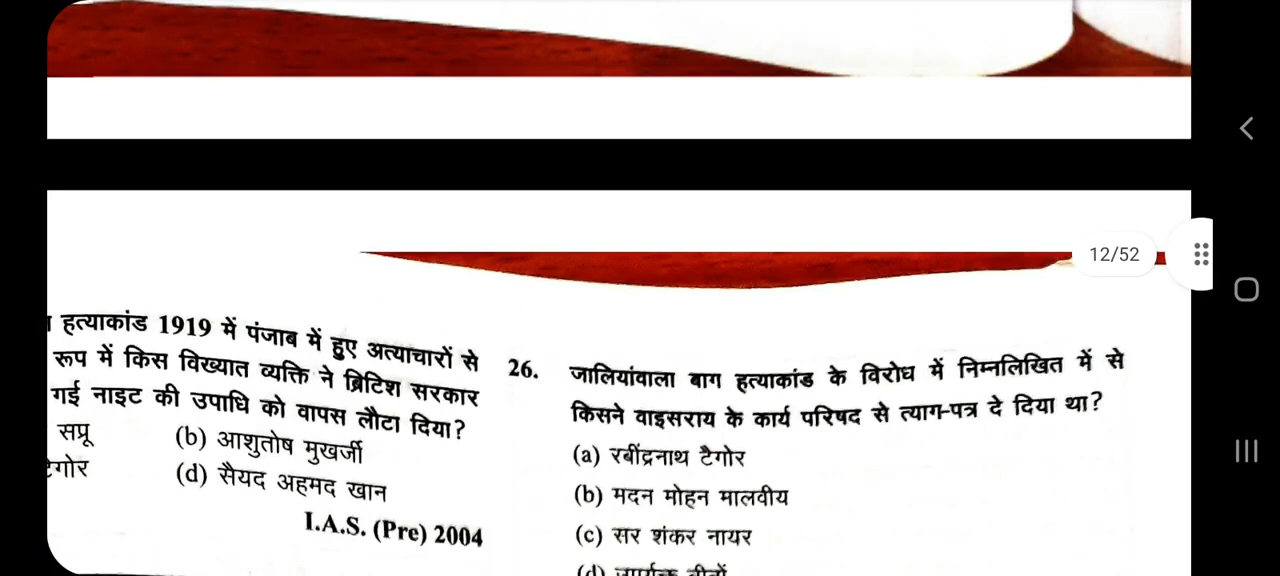 12/52
हत्याकांड 1919 में पंजाब में हुए अत्याचारों से
रूप में किस विख्यात व्यक्ति ने ब्रिटिश सरकार
गई नाइट की उपाधि को वापस लौटा दिया?
सप्रू (b) आशुतोष मुखर्जी
(d) सैयद अहमद खान
I.A.S. (Pre) 2004
26. जालियांवाला बाग हत्याकांड के विरोध में निम्नलिखित में से
किसने वाइसराय के कार्य परिषद से त्याग-पत्र दे दिया था?
(a) रबींद्रनाथ टैगोर
(b) मदन मोहन मालवीय
(c) सर शंकर नायर
(d)